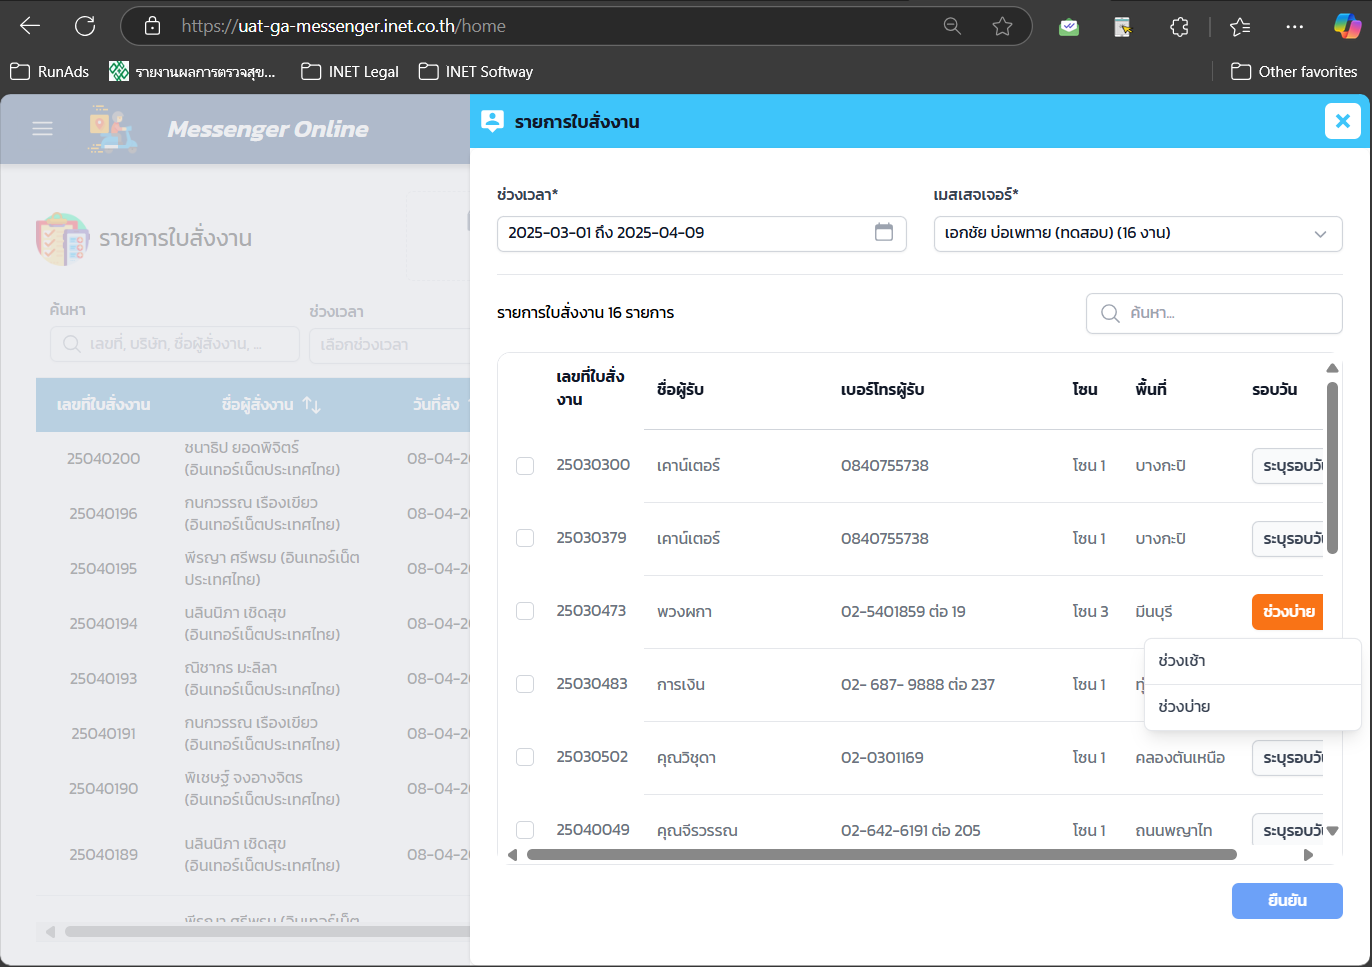 https://uat-ga-messenger.inet.co.th/home
RunAds
รายงานผลการตรวจสุข...
INET Legal
INET Softway
Other favorites
Messenger Online
รายการใบสั่งงาน
ค้นหา
ช่วงเวลา
เลขที่, บริษัท, ชื่อผู้สั่งงาน, ...
เลือกช่วงเวลา
เลขที่ใบสั่งงาน ชื่อผู้สั่งงาน วันที่ส่ง
25040200 ชนาธิป ยอดพิจิตร์ (อินเทอร์เน็ตประเทศไทย) 08-04-20
25040196 กนกวรรณ เรืองเขียว (อินเทอร์เน็ตประเทศไทย) 08-04-20
25040195 พีรญา ศรีพรม (อินเทอร์เน็ตประเทศไทย) 08-04-20
25040194 นลินนิภา เชิดสุข (อินเทอร์เน็ตประเทศไทย) 08-04-20
25040193 ณิชากร มะลิลา (อินเทอร์เน็ตประเทศไทย) 08-04-20
25040191 กนกวรรณ เรืองเขียว (อินเทอร์เน็ตประเทศไทย) 08-04-20
25040190 พิเชษฐ์ จงอางจิตร (อินเทอร์เน็ตประเทศไทย) 08-04-20
25040189 นลินนิภา เชิดสุข (อินเทอร์เน็ตประเทศไทย) 08-04-20
พีรญา ศรีพรม (อินเทอร์เน็ต
รายการใบสั่งงาน
ช่วงเวลา*
2025-03-01 ถึง 2025-04-09
เมสเสจเจอร์*
เอกชัย บ่อเพทาย (ทดสอบ) (16 งาน)
รายการใบสั่งงาน 16 รายการ
ค้นหา...
เลขที่ใบสั่งงาน ชื่อผู้รับ เบอร์โทรผู้รับ โซน พื้นที่ รอบวัน
25030300 เคาน์เตอร์ 0840755738 โซน 1 บางกะปิ ระบุรอบวั
25030379 เคาน์เตอร์ 0840755738 โซน 1 บางกะปิ ระบุรอบวั
25030473 พวงผกา 02-5401859 ต่อ 19 โซน 3 มีนบุรี ช่วงบ่าย
ช่วงเช้า
ช่วงบ่าย
25030483 การเงิน 02- 687- 9888 ต่อ 237 โซน 1 ทุ่
25030502 คุณวิชุดา 02-0301169 โซน 1 คลองตันเหนือ ระบุรอบวั
25040049 คุณจีรวรรณ 02-642-6191 ต่อ 205 โซน 1 ถนนพญาไท ระบุรอบวั
ยืนยัน